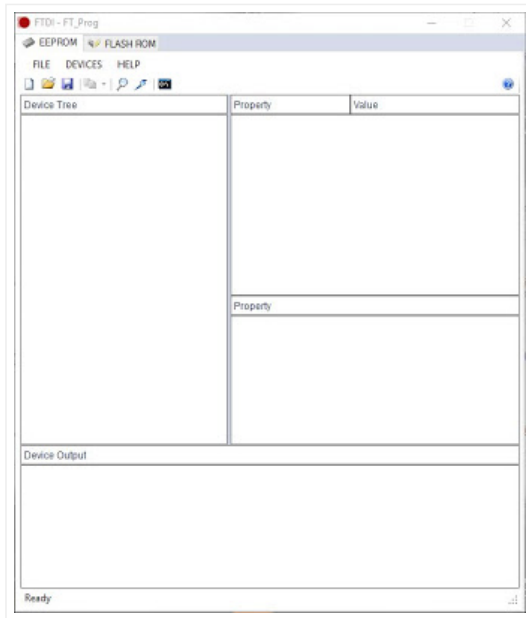 FTDI - FT_Prog
EEPROM FLASH ROM
FILE DEVICES HELP
Device Tree Property Value
Property
Device Output
Ready